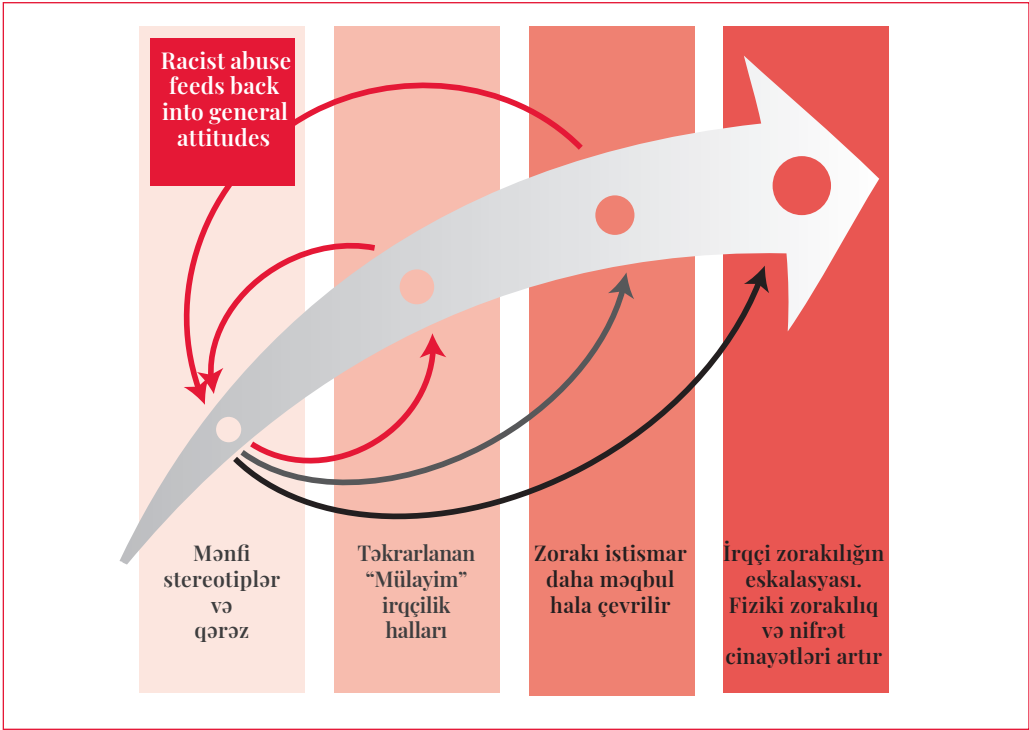 Racist abuse
feeds back
into general
attitudes
Mənfi
stereotiplər
və
qərəz
Təkrarlanan
“Mülayim”
irqçilik
halları
Zorakı istismar
daha məqbul
hala çevrilir
İrqçi zorakılığın
eskalasyası.
Fiziki zorakılıq
və nifrət
cinayətləri artır